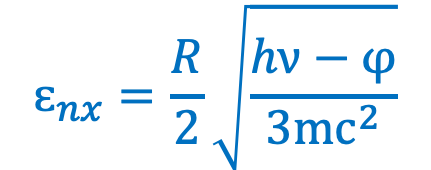 εₙₓ = R/2 √((hν − φ)/(3mc²))